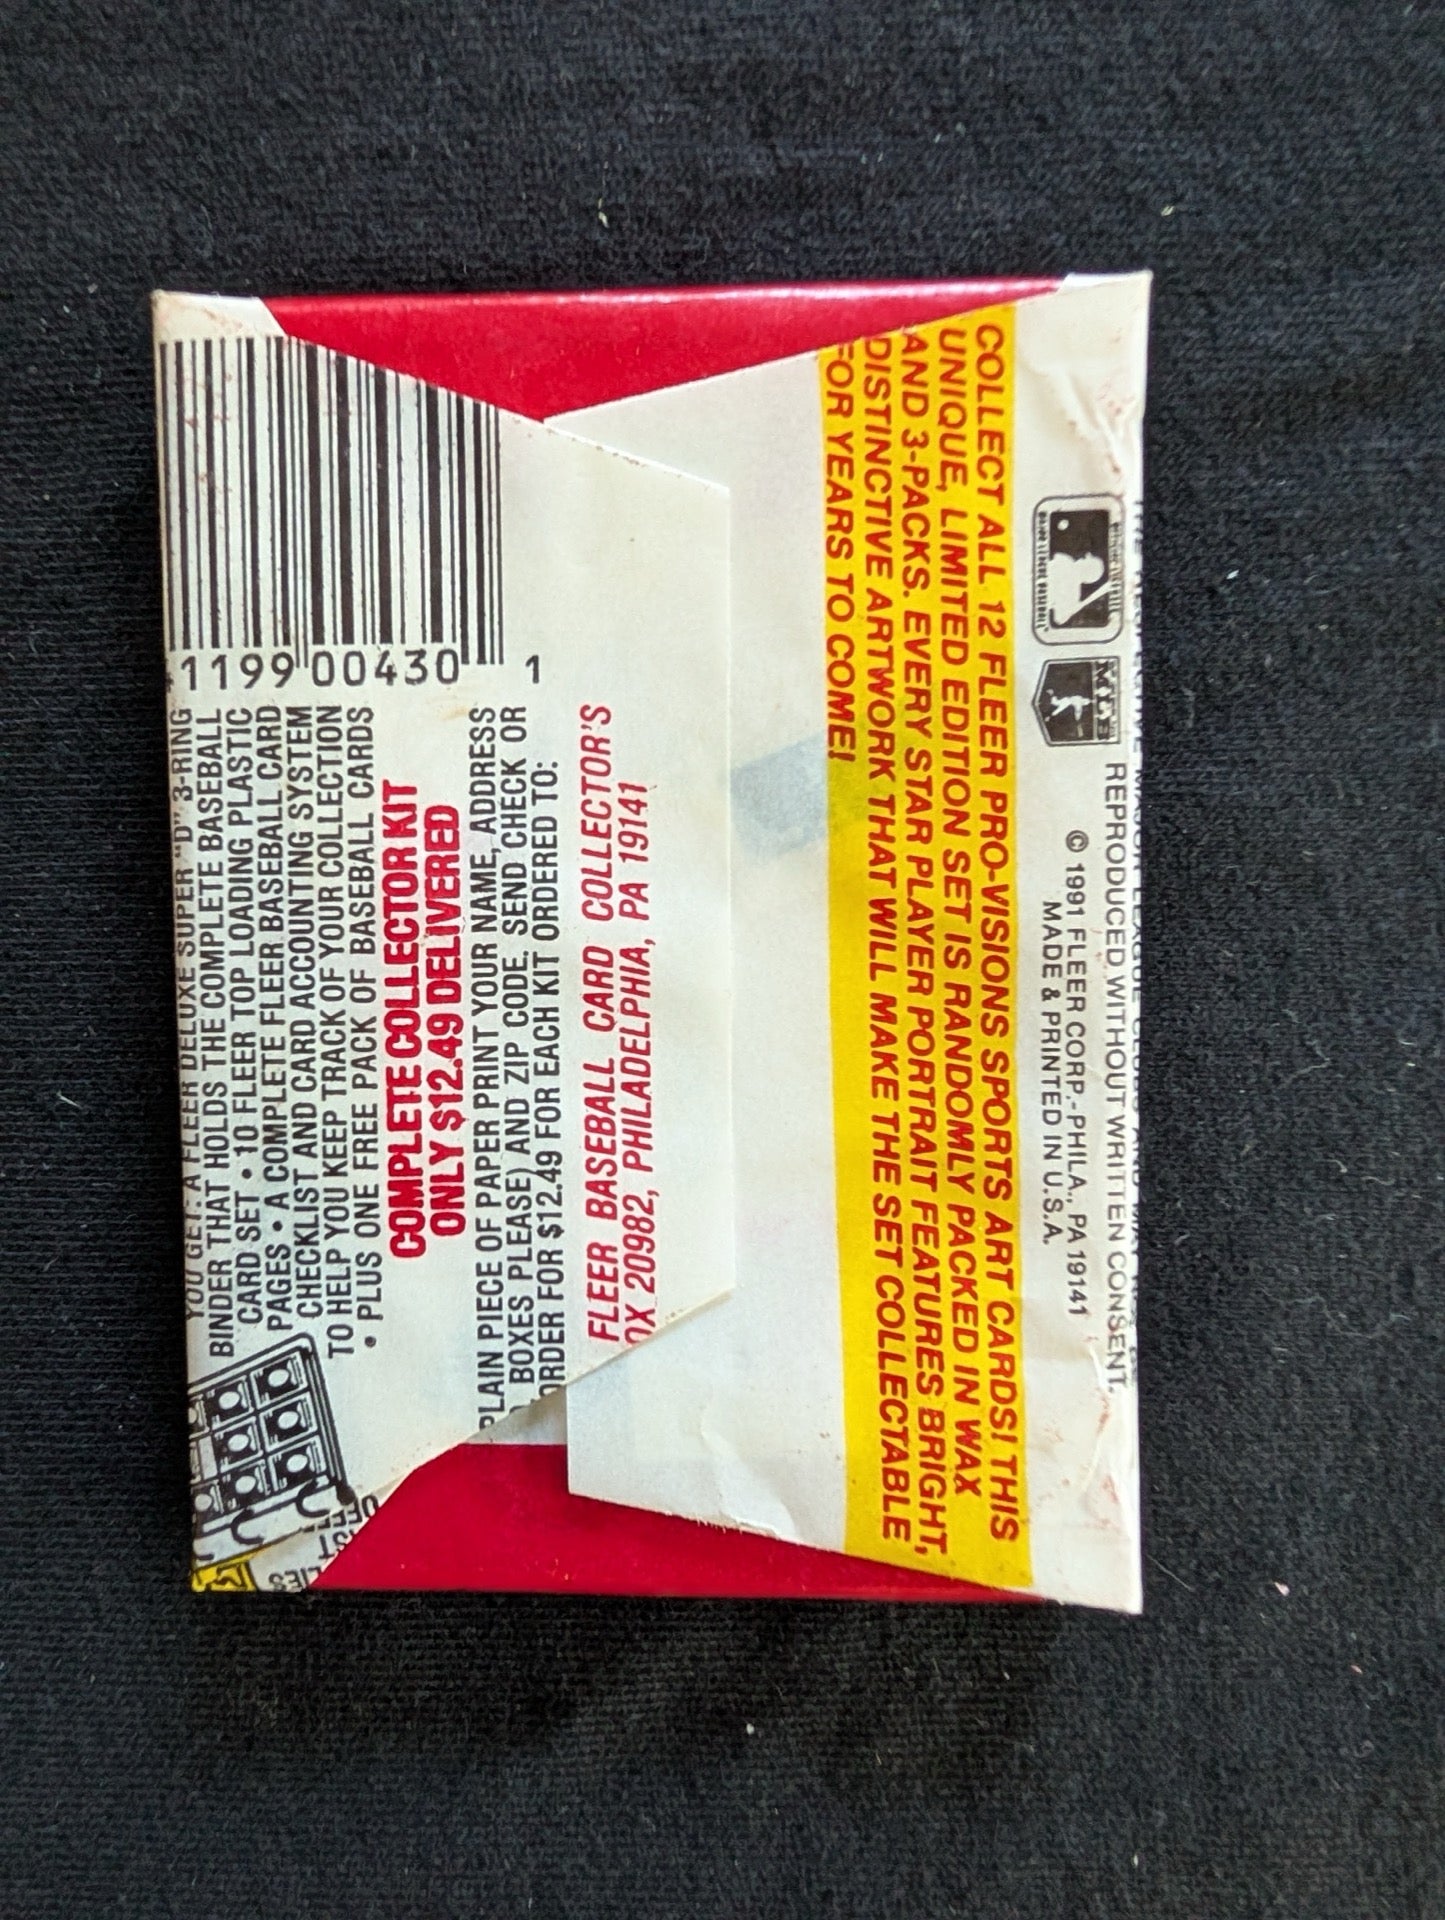 1199 00430 1
YOU GET: A FLEER DELUXE SUPER "D" 3-RING
BINDER THAT HOLDS THE COMPLETE BASEBALL
CARD SET • 10 FLEER TOP LOADING PLASTIC
PAGES • A COMPLETE FLEER BASEBALL CARD
CHECKLIST AND CARD ACCOUNTING SYSTEM
TO HELP YOU KEEP TRACK OF YOUR COLLECTION
• PLUS ONE FREE PACK OF BASEBALL CARDS
COMPLETE COLLECTOR KIT
ONLY $12.49 DELIVERED
PLAIN PIECE OF PAPER PRINT YOUR NAME, ADDRESS
BOXES PLEASE) AND ZIP CODE. SEND CHECK OR
ORDER FOR $12.49 FOR EACH KIT ORDERED TO:
FLEER BASEBALL CARD COLLECTOR'S
OX 20982, PHILADELPHIA, PA 19141
COLLECT ALL 12 FLEER PRO-VISIONS SPORTS ART CARDS! THIS
UNIQUE, LIMITED EDITION SET IS RANDOMLY PACKED IN WAX
AND 3-PACKS. EVERY STAR PLAYER PORTRAIT FEATURES BRIGHT,
DISTINCTIVE ARTWORK THAT WILL MAKE THE SET COLLECTABLE
FOR YEARS TO COME!
REPRODUCED WITHOUT WRITTEN CONSENT.
© 1991 FLEER CORP.-PHILA., PA 19141
MADE & PRINTED IN U.S.A.